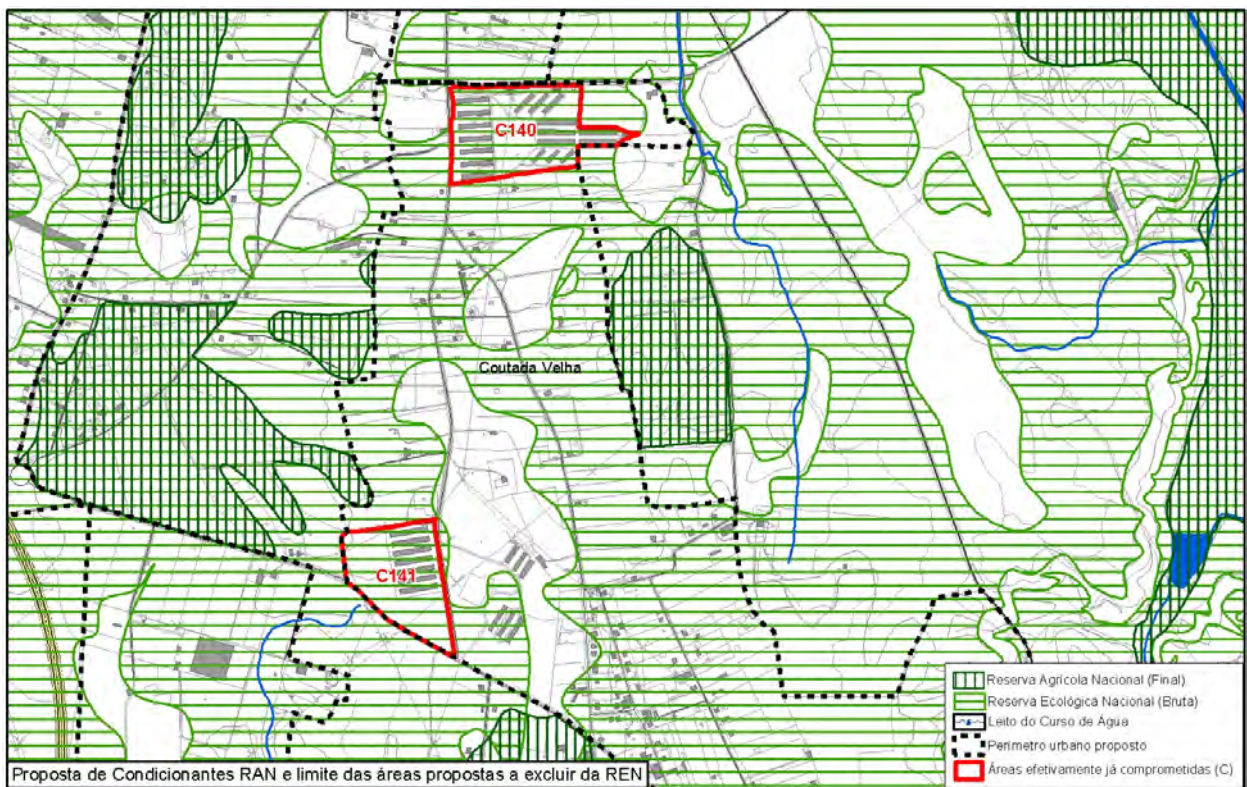 C140
Coutada Velha
C141
Reserva Agrícola Nacional (Final)
Reserva Ecológica Nacional (Bruta)
Leito do Curso de Água
Perímetro urbano proposto
Áreas efetivamente já comprometidas (C)
Proposta de Condicionantes RAN e limite das áreas propostas a excluir da REN